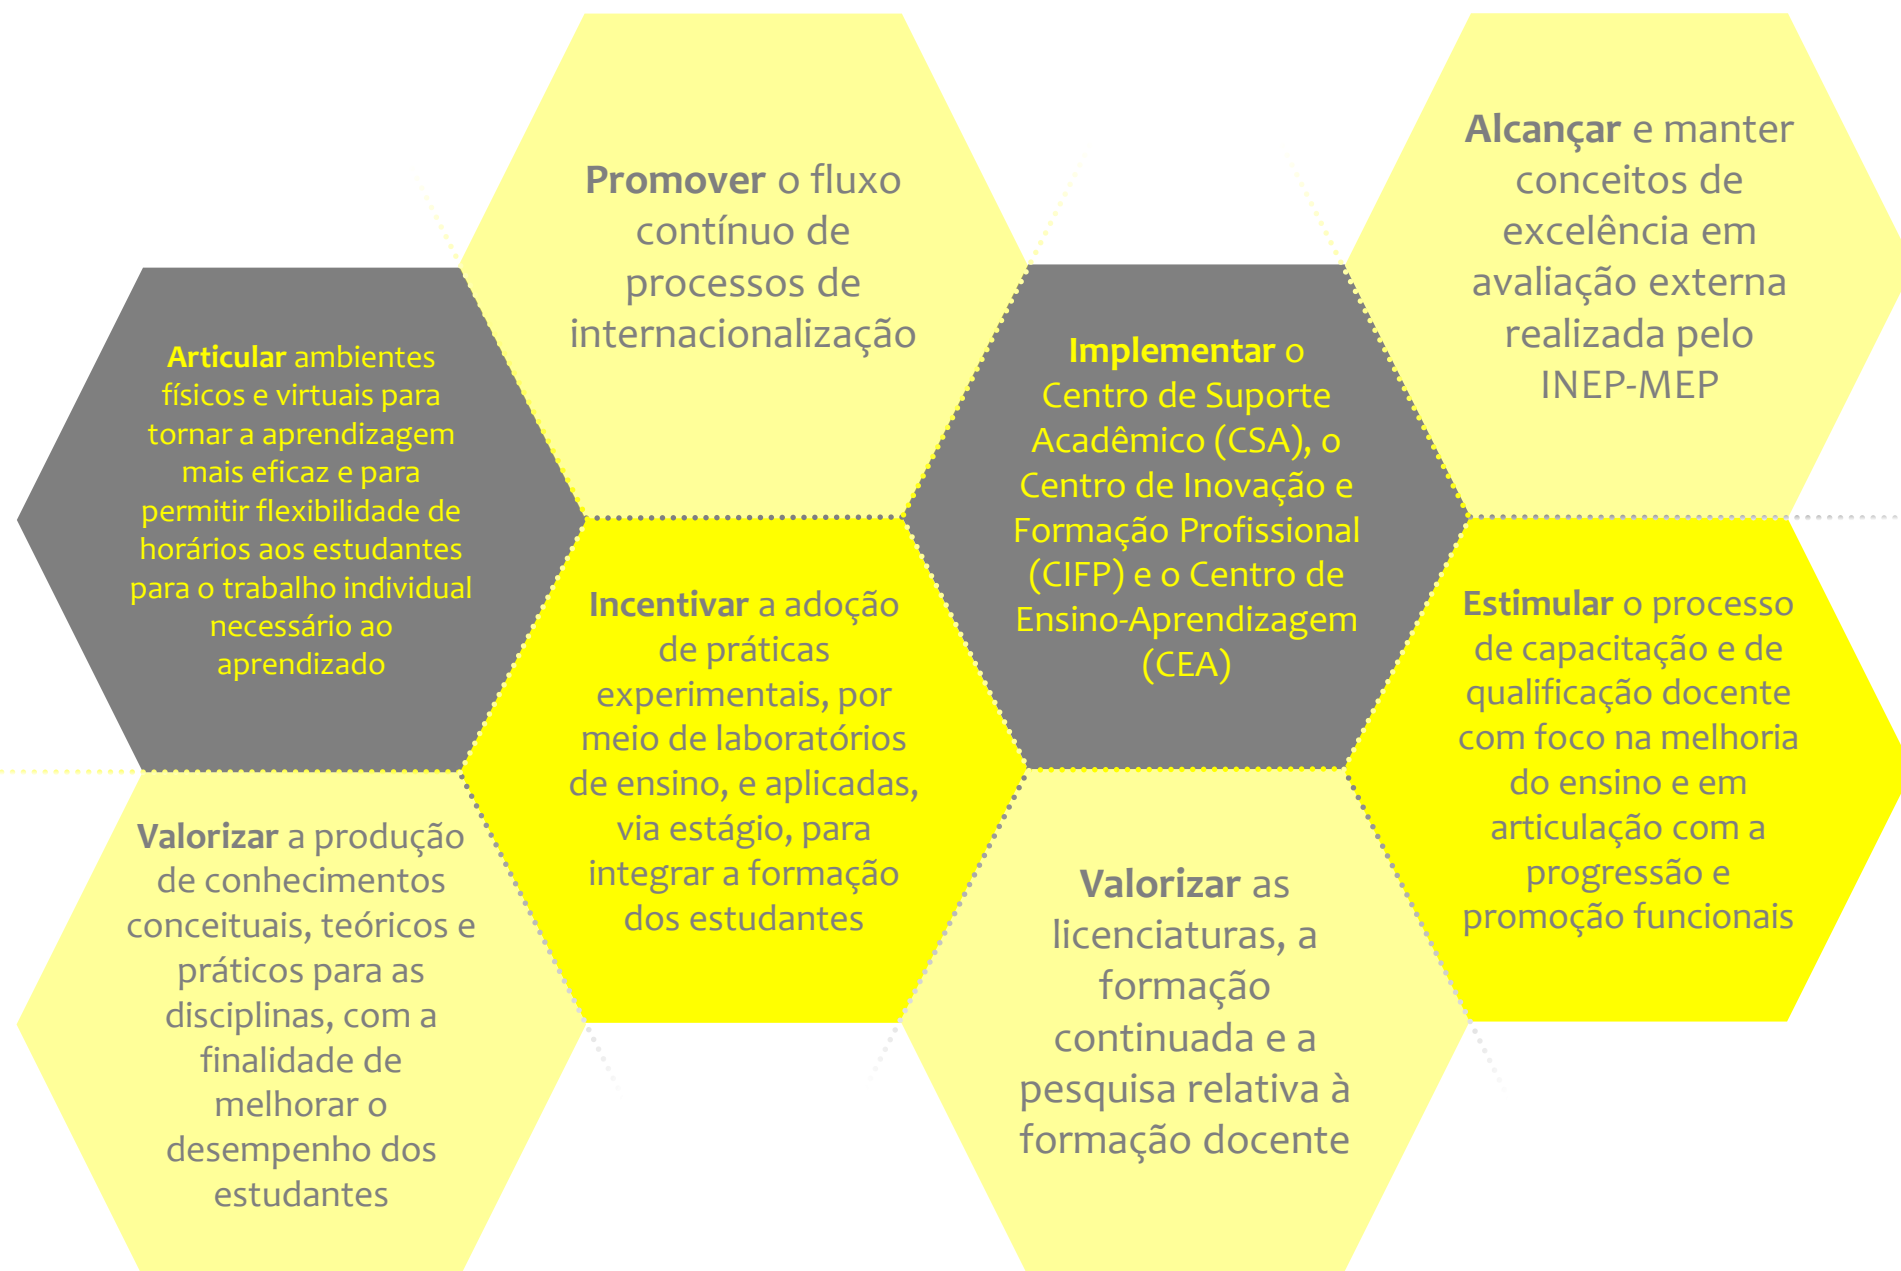 Articular ambientes
físicos e virtuais para
tornar a aprendizagem
mais eficaz e para
permitir flexibilidade de
horários aos estudantes
para o trabalho individual
necessário ao
aprendizado
Valorizar a produção
de conhecimentos
conceituais, teóricos e
práticos para as
disciplinas, com a
finalidade de
melhorar o
desempenho dos
estudantes
Promover o fluxo
contínuo de
processos de
internacionalização
Incentivar a adoção
de práticas
experimentais, por
meio de laboratórios
de ensino, e aplicadas,
via estágio, para
integrar a formação
dos estudantes
Implementar o
Centro de Suporte
Acadêmico (CSA), o
Centro de Inovação e
Formação Profissional
(CIFP) e o Centro de
Ensino-Aprendizagem
(CEA)
Valorizar as
licenciaturas, a
formação
continuada e a
pesquisa relativa à
formação docente
Alcançar e manter
conceitos de
excelência em
avaliação externa
realizada pelo
INEP-MEP
Estimular o processo
de capacitação e de
qualificação docente
com foco na melhoria
do ensino e em
articulação com a
progressão e
promoção funcionais